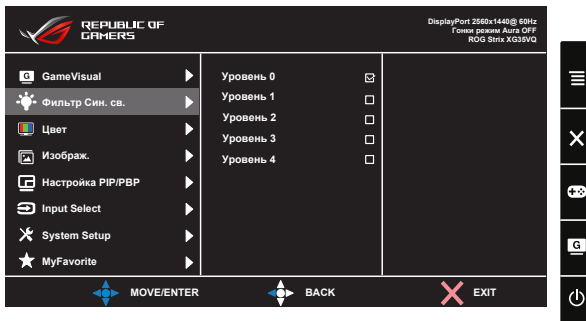 REPUBLIC OF
GAMERS
DisplayPort 2560x1440@ 60Hz
Гонки режим Aura OFF
ROG Strix XG35VQ
G GameVisual
Фильтр Син. св.
Цвет
Изображ.
Настройка PIP/PBP
Input Select
System Setup
MyFavorite
Уровень 0
Уровень 1
Уровень 2
Уровень 3
Уровень 4
MOVE/ENTER
BACK
EXIT
G